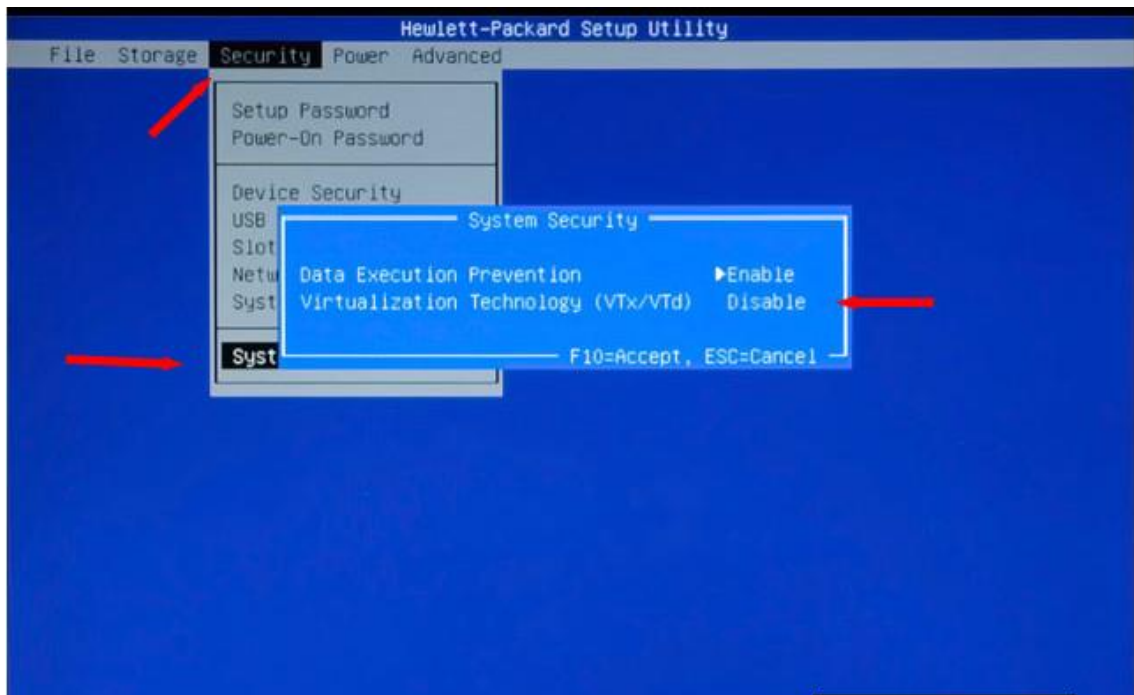 Hewlett-Packard Setup Utility
File Storage Security Power Advanced
Setup Password
Power-On Password
Device Security
USB
Slot
Netw
Syst
Syst
System Security
Data Execution Prevention ▶Enable
Virtualization Technology (VTx/VTd) Disable
F10=Accept, ESC=Cancel